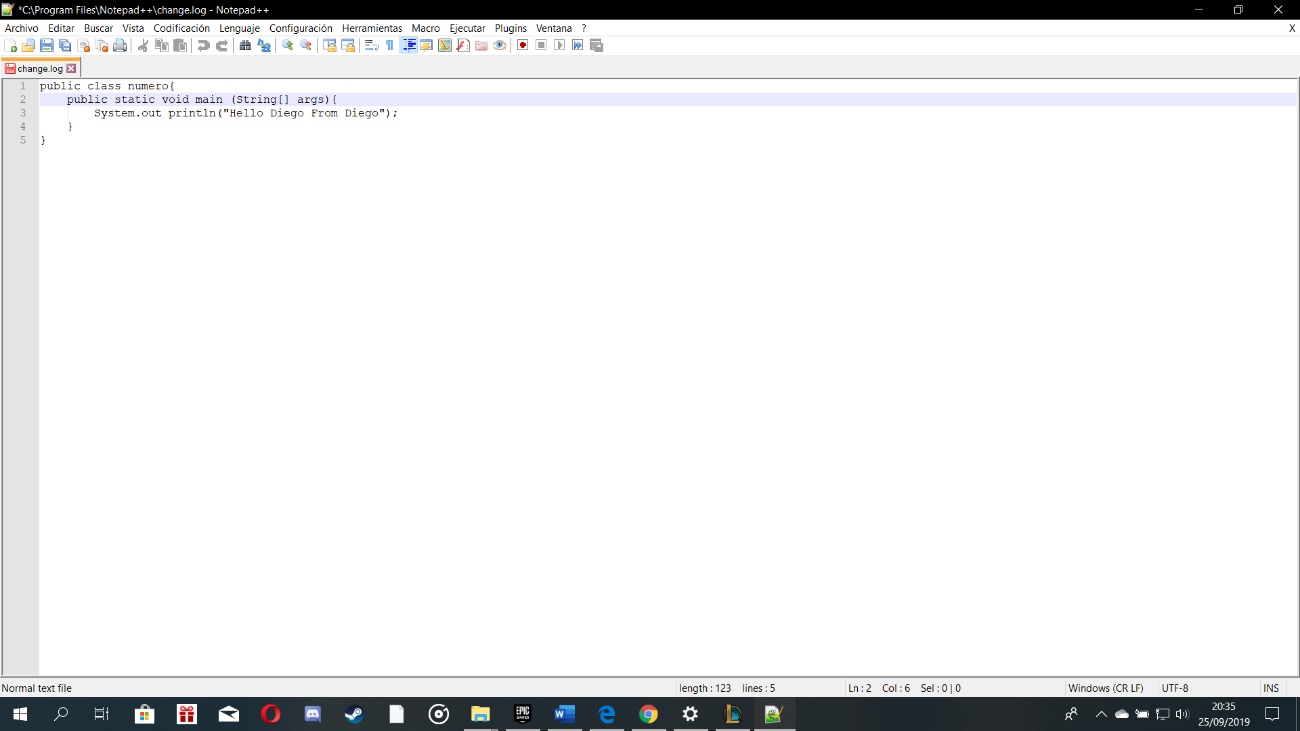 *C:\Program Files\Notepad++\change.log - Notepad++
Archivo Editar Buscar Vista Codificación Lenguaje Configuración Herramientas Macro Ejecutar Plugins Ventana ? X
change.log
1 public class numero{
2 public static void main (String[] args){
3 System.out println("Hello Diego From Diego");
4 }
5 }
Normal text file length : 123 lines : 5 Ln : 2 Col : 6 Sel : 0 | 0 Windows (CR LF) UTF-8 INS
EPIC GAMES
20:35
25/09/2019